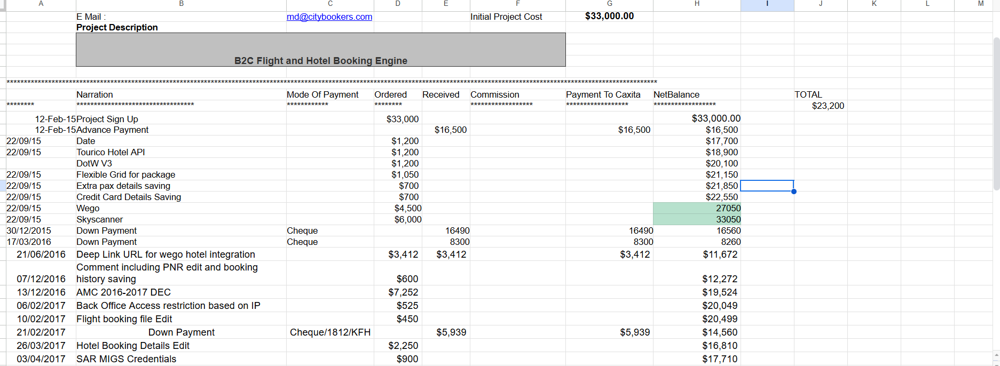 A B C D E F G H I J K L M
E Mail : md@citybookers.com Initial Project Cost $33,000.00
Project Description
B2C Flight and Hotel Booking Engine
Narration Mode Of Payment Ordered Received Commission Payment To Caxita NetBalance TOTAL
******** ********************************** ************ ******** ****************** ****************** ****************** $23,200
12-Feb-15 Project Sign Up $33,000 $33,000.00
12-Feb-15 Advance Payment $16,500 $16,500 $16,500
22/09/15 Date $1,200 $17,700
22/09/15 Tourico Hotel API $1,200 $18,900
DotW V3 $1,200 $20,100
22/09/15 Flexible Grid for package $1,050 $21,150
22/09/15 Extra pax details saving $700 $21,850
22/09/15 Credit Card Details Saving $700 $22,550
22/09/15 Wego $4,500 27050
22/09/15 Skyscanner $6,000 33050
30/12/2015 Down Payment Cheque 16490 16490 16560
17/03/2016 Down Payment Cheque 8300 8300 8260
21/06/2016 Deep Link URL for wego hotel integration $3,412 $3,412 $3,412 $11,672
Comment including PNR edit and booking
07/12/2016 history saving $600 $12,272
13/12/2016 AMC 2016-2017 DEC $7,252 $19,524
06/02/2017 Back Office Access restriction based on IP $525 $20,049
10/02/2017 Flight booking file Edit $450 $20,499
21/02/2017 Down Payment Cheque/1812/KFH $5,939 $5,939 $14,560
26/03/2017 Hotel Booking Details Edit $2,250 $16,810
03/04/2017 SAR MIGS Credentials $900 $17,710